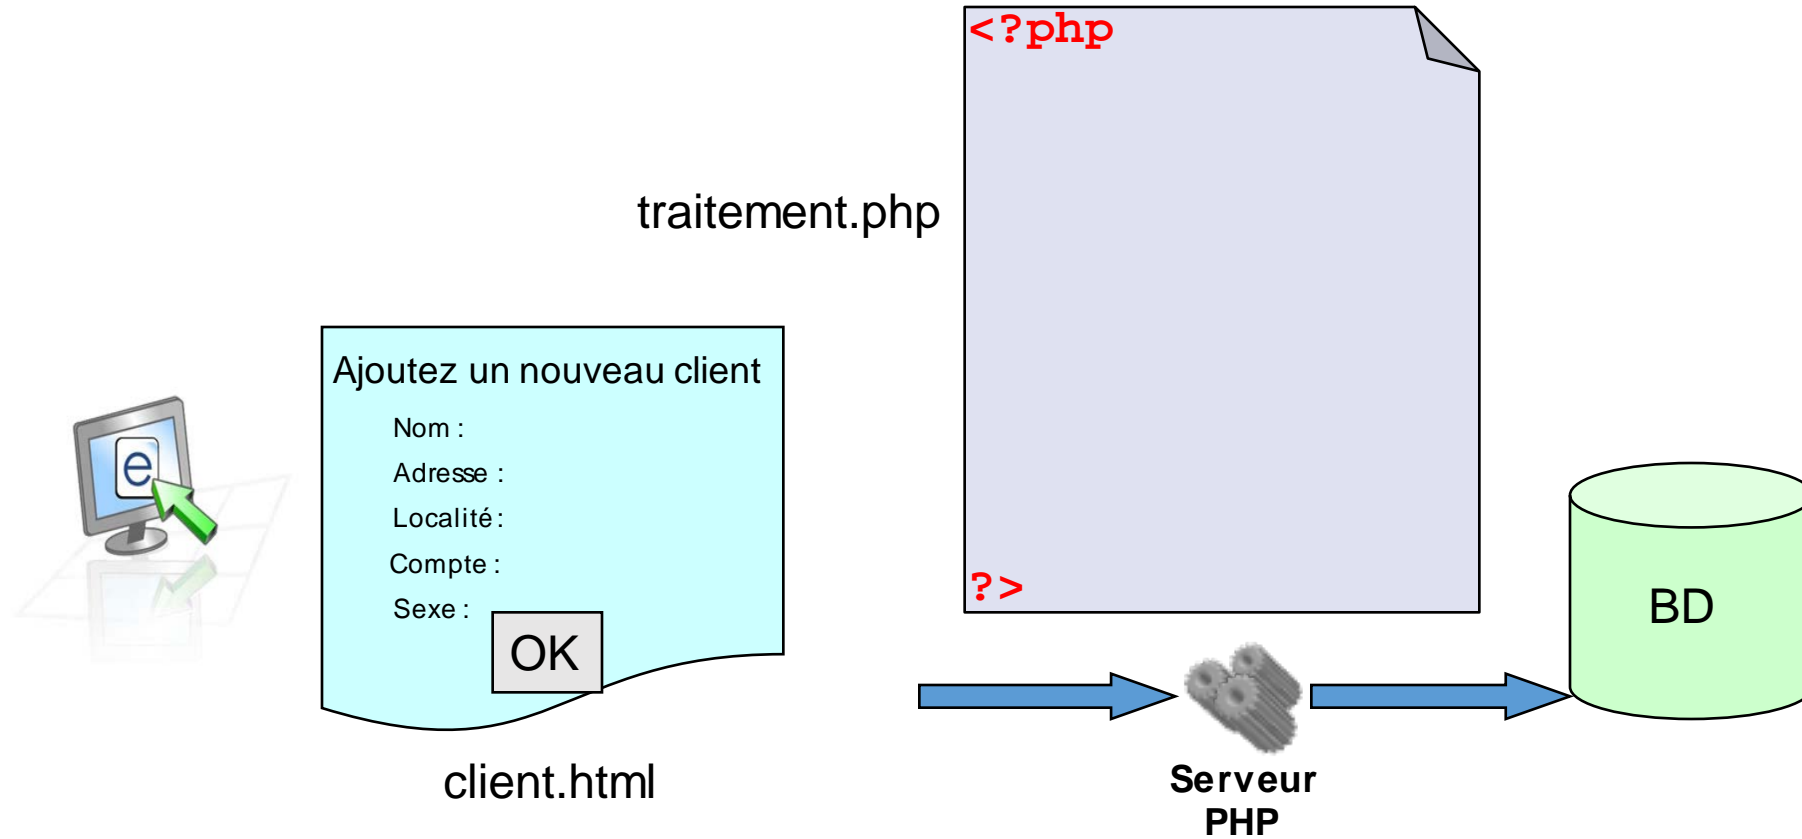 <?php
traitement.php
?>
Ajoutez un nouveau client
Nom :
Adresse :
Localité :
Compte :
Sexe :
OK
client.html
e
Serveur
PHP
BD